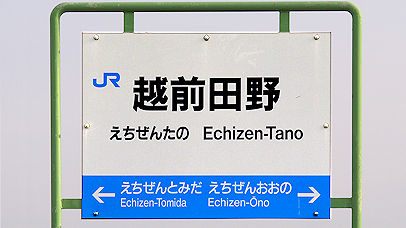 JR
越前田野
えちぜんたの Echizen-Tano
えちぜんとみだ えちぜんおおの
Echizen-Tomida Echizen-Ōno